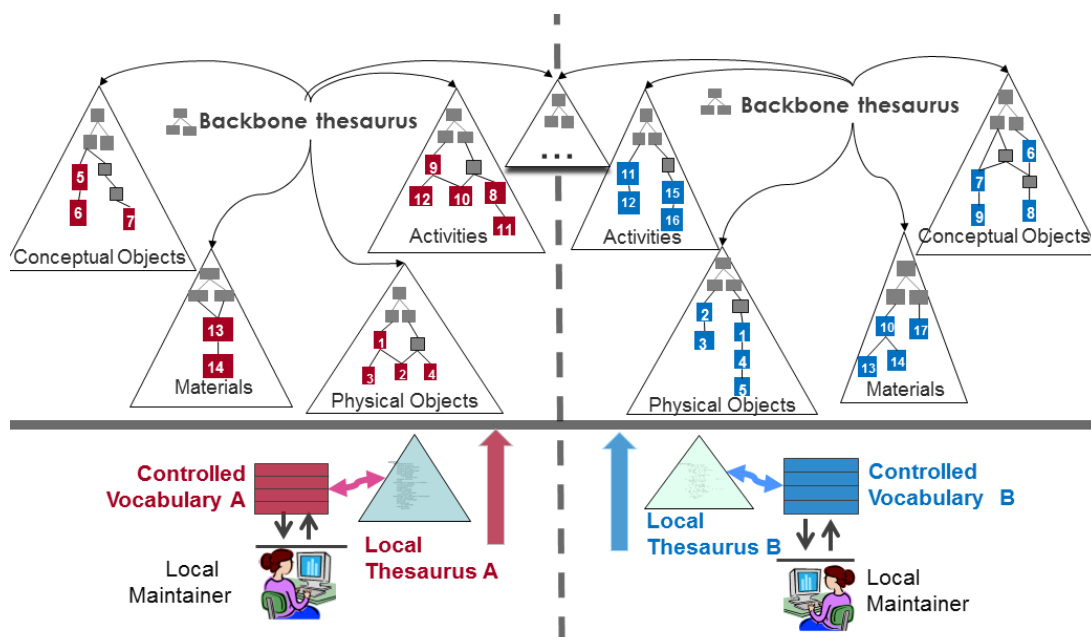 Backbone thesaurus
Backbone thesaurus
5
6
7
Conceptual Objects
9
12
10
8
11
Activities
...
11
12
15
16
Activities
6
7
9
8
Conceptual Objects
13
14
Materials
1
3
2
4
Physical Objects
2
3
1
4
5
Physical Objects
10
17
13
14
Materials
Controlled
Vocabulary A
Local
Thesaurus A
Local
Maintainer
Local
Thesaurus B
Controlled
Vocabulary B
Local
Maintainer